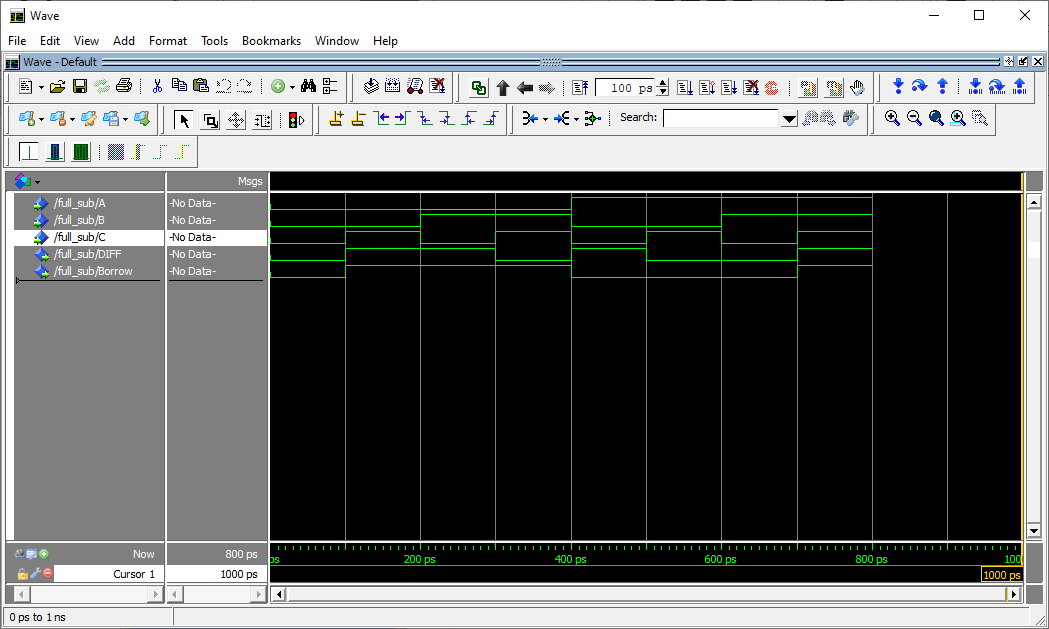 Wave
File Edit View Add Format Tools Bookmarks Window Help
Wave - Default
100 ps
Search:
Msgs
/full_sub/A -No Data-
/full_sub/B -No Data-
/full_sub/C -No Data-
/full_sub/DIFF -No Data-
/full_sub/Borrow -No Data-
Now 800 ps
ps 200 ps 400 ps 600 ps 800 ps 100
Cursor 1 1000 ps
1000 ps
0 ps to 1 ns